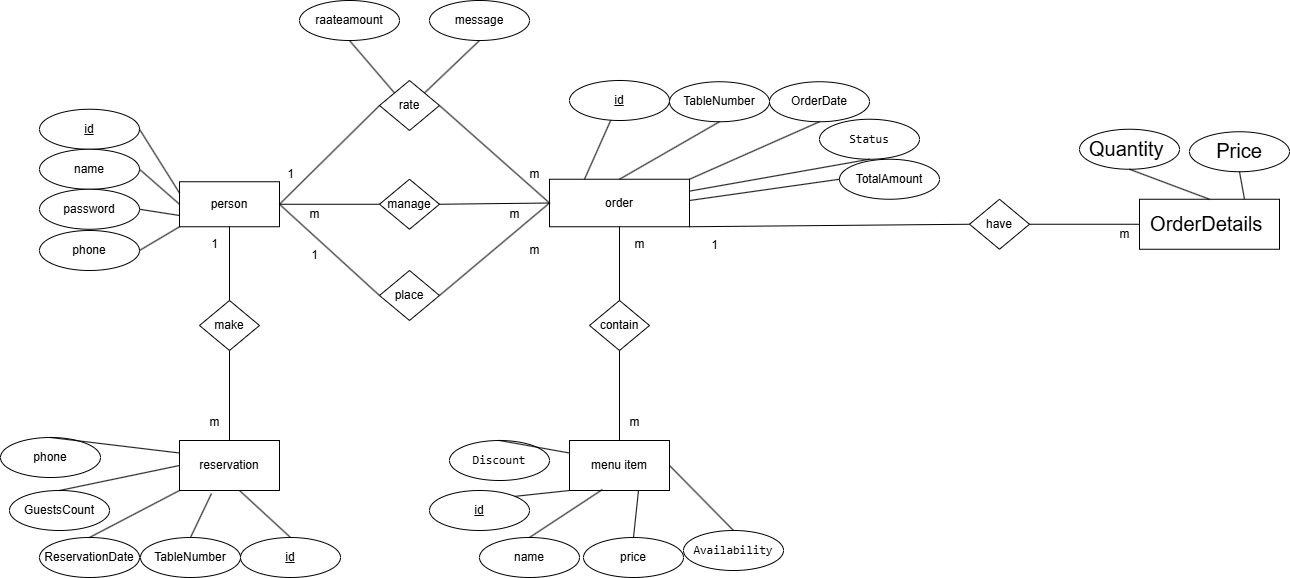 raateamount
message
rate
id
TableNumber
OrderDate
Status
TotalAmount
id
name
password
phone
person
1
m
manage
m
m
order
Quantity
Price
OrderDetails
1
have
m
1
m
place
1
m
make
contain
m
m
phone
reservation
GuestsCount
ReservationDate
TableNumber
id
Discount
menu item
id
name
price
Availability